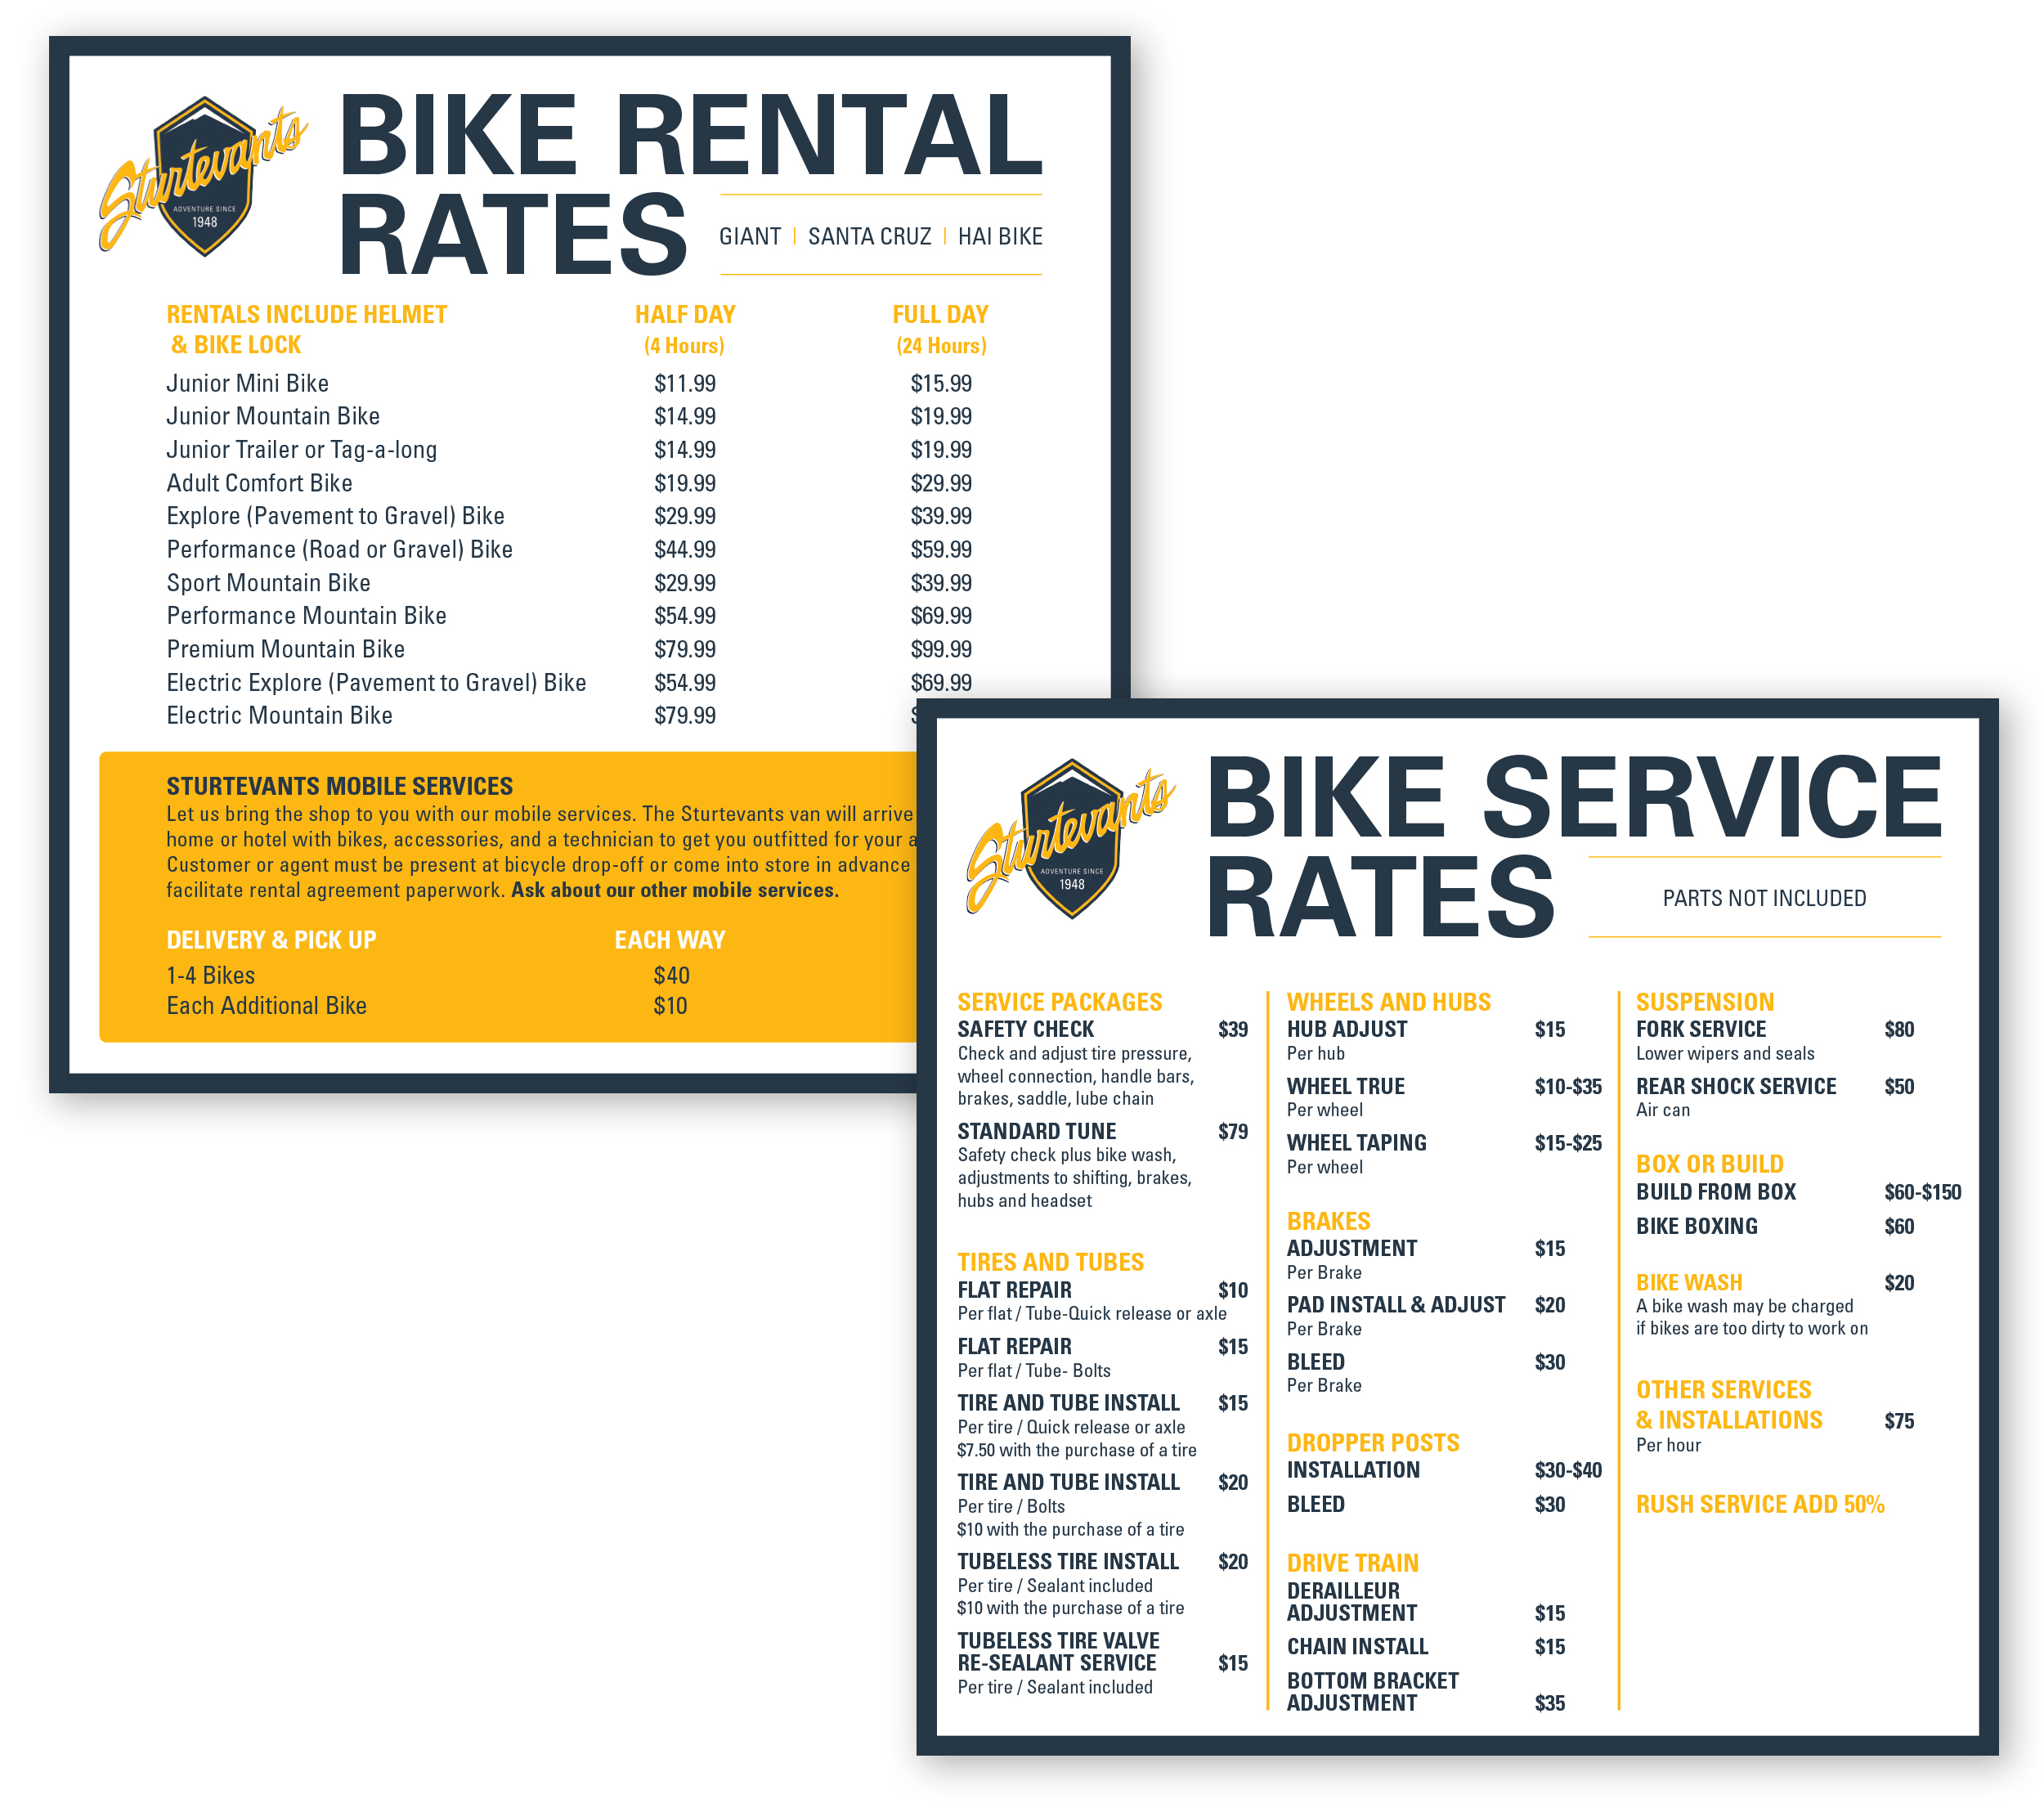 Sturtevants
ADVENTURE SINCE
1948
BIKE RENTAL
RATES
GIANT | SANTA CRUZ | HAI BIKE
RENTALS INCLUDE HELMET HALF DAY FULL DAY
& BIKE LOCK (4 Hours) (24 Hours)
Junior Mini Bike $11.99 $15.99
Junior Mountain Bike $14.99 $19.99
Junior Trailer or Tag-a-long $14.99 $19.99
Adult Comfort Bike $19.99 $29.99
Explore (Pavement to Gravel) Bike $29.99 $39.99
Performance (Road or Gravel) Bike $44.99 $59.99
Sport Mountain Bike $29.99 $39.99
Performance Mountain Bike $54.99 $69.99
Premium Mountain Bike $79.99 $99.99
Electric Explore (Pavement to Gravel) Bike $54.99 $69.99
Electric Mountain Bike $79.99
STURTEVANTS MOBILE SERVICES
Let us bring the shop to you with our mobile services. The Sturtevants van will arrive
home or hotel with bikes, accessories, and a technician to get you outfitted for your
Customer or agent must be present at bicycle drop-off or come into store in advance
facilitate rental agreement paperwork. Ask about our other mobile services.
DELIVERY & PICK UP EACH WAY
1-4 Bikes $40
Each Additional Bike $10
Sturtevants
ADVENTURE SINCE
1948
BIKE SERVICE
RATES
PARTS NOT INCLUDED
SERVICE PACKAGES
SAFETY CHECK $39
Check and adjust tire pressure,
wheel connection, handle bars,
brakes, saddle, lube chain
STANDARD TUNE $79
Safety check plus bike wash,
adjustments to shifting, brakes,
hubs and headset
TIRES AND TUBES
FLAT REPAIR $10
Per flat / Tube-Quick release or axle
FLAT REPAIR $15
Per flat / Tube- Bolts
TIRE AND TUBE INSTALL $15
Per tire / Quick release or axle
$7.50 with the purchase of a tire
TIRE AND TUBE INSTALL $20
Per tire / Bolts
$10 with the purchase of a tire
TUBELESS TIRE INSTALL $20
Per tire / Sealant included
$10 with the purchase of a tire
TUBELESS TIRE VALVE
RE-SEALANT SERVICE $15
Per tire / Sealant included
WHEELS AND HUBS
HUB ADJUST $15
Per hub
WHEEL TRUE $10-$35
Per wheel
WHEEL TAPING $15-$25
Per wheel
BRAKES
ADJUSTMENT $15
Per Brake
PAD INSTALL & ADJUST $20
Per Brake
BLEED $30
Per Brake
DROPPER POSTS
INSTALLATION $30-$40
BLEED $30
DRIVE TRAIN
DERAILLEUR
ADJUSTMENT $15
CHAIN INSTALL $15
BOTTOM BRACKET
ADJUSTMENT $35
SUSPENSION
FORK SERVICE $80
Lower wipers and seals
REAR SHOCK SERVICE $50
Air can
BOX OR BUILD
BUILD FROM BOX $60-$150
BIKE BOXING $60
BIKE WASH $20
A bike wash may be charged
if bikes are too dirty to work on
OTHER SERVICES
& INSTALLATIONS $75
Per hour
RUSH SERVICE ADD 50%